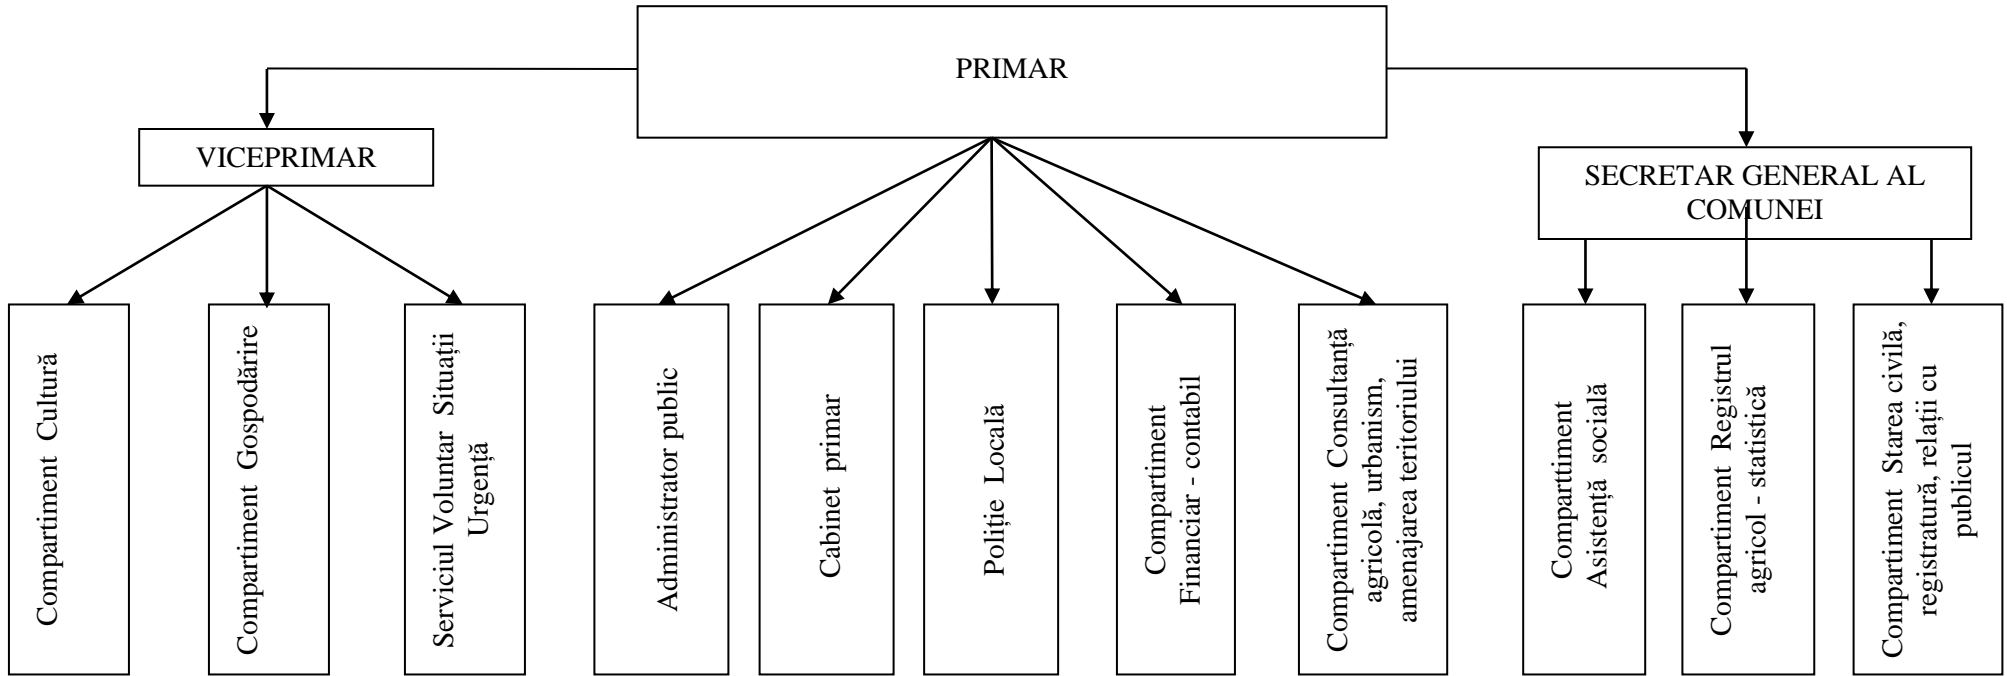 PRIMAR
VICEPRIMAR
SECRETAR GENERAL AL
COMUNEI
Compartiment Cultură
Compartiment Gospodărire
Serviciul Voluntar Situații
Urgență
Administrator public
Cabinet primar
Poliție Locală
Compartiment
Financiar - contabil
Compartiment Consultanță
agricolă, urbanism,
amenajarea teritoriului
Compartiment
Asistență socială
Compartiment Registrul
agricol - statistică
Compartiment Starea civilă,
registratură, relații cu
publicul